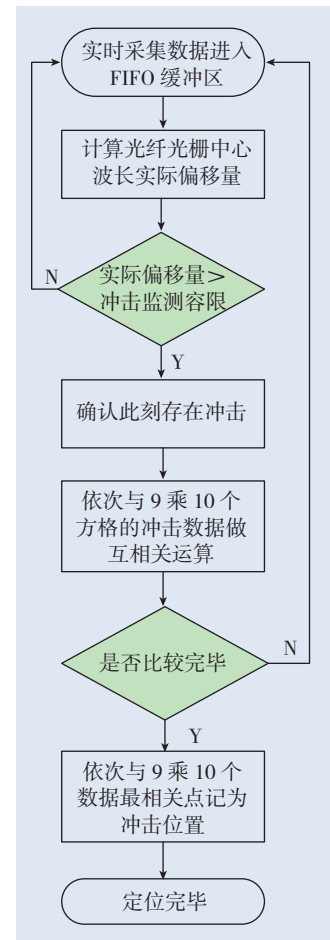 实时采集数据进入
FIFO 缓冲区
计算光纤光栅中心
波长实际偏移量
N
实际偏移量>
冲击监测容限
Y
确认此刻存在冲击
依次与 9 乘 10 个
方格的冲击数据做
互相关运算
是否比较完毕
N
Y
依次与 9 乘 10 个
数据最相关点记为
冲击位置
定位完毕